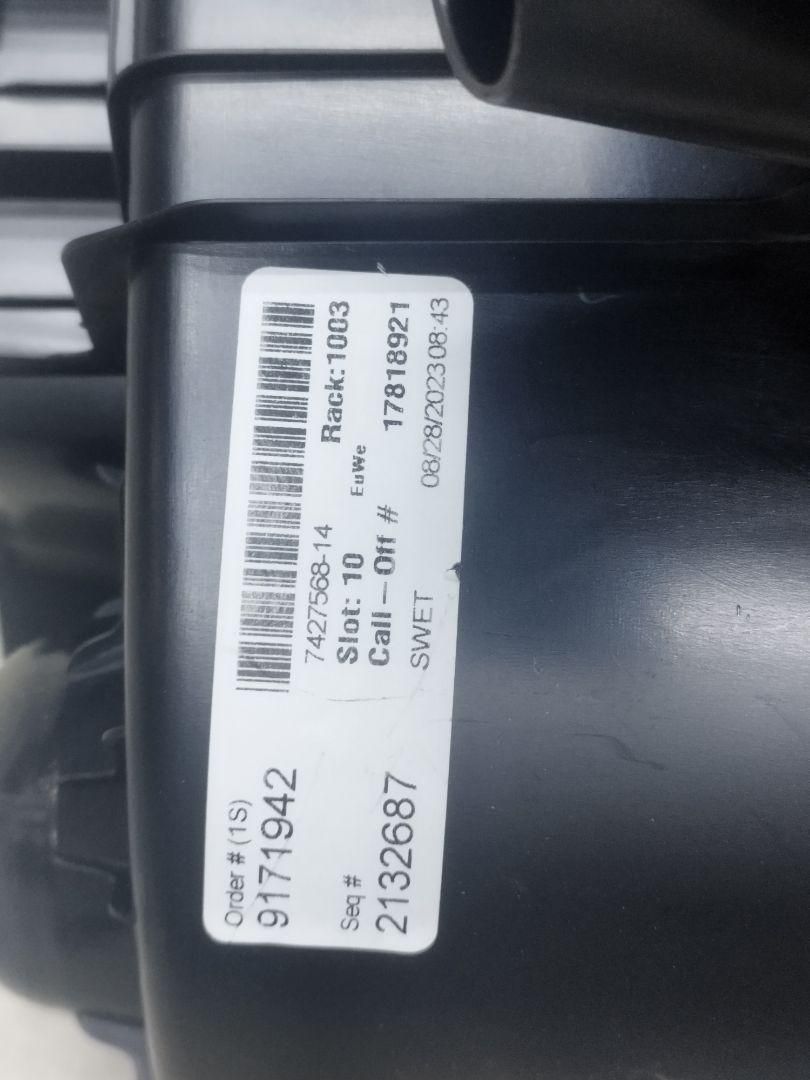 Order # (1S)
9171942
7427568-14
Slot: 10
Rack:1003
EuWe
Seq #
2132687
Call – Off #
17818921
SWET
08/28/2023 08:43